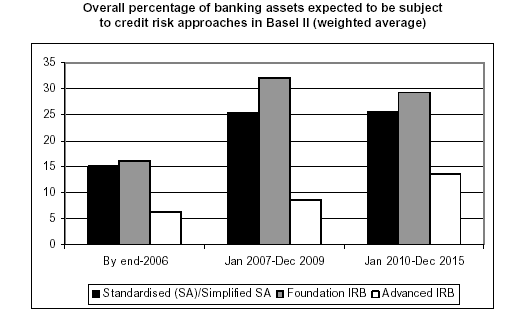 Overall percentage of banking assets expected to be subject
to credit risk approaches in Basel II (weighted average)
35
30
25
20
15
10
5
0
By end-2006 Jan 2007-Dec 2009 Jan 2010-Dec 2015
Standardised (SA)/Simplified SA Foundation IRB Advanced IRB